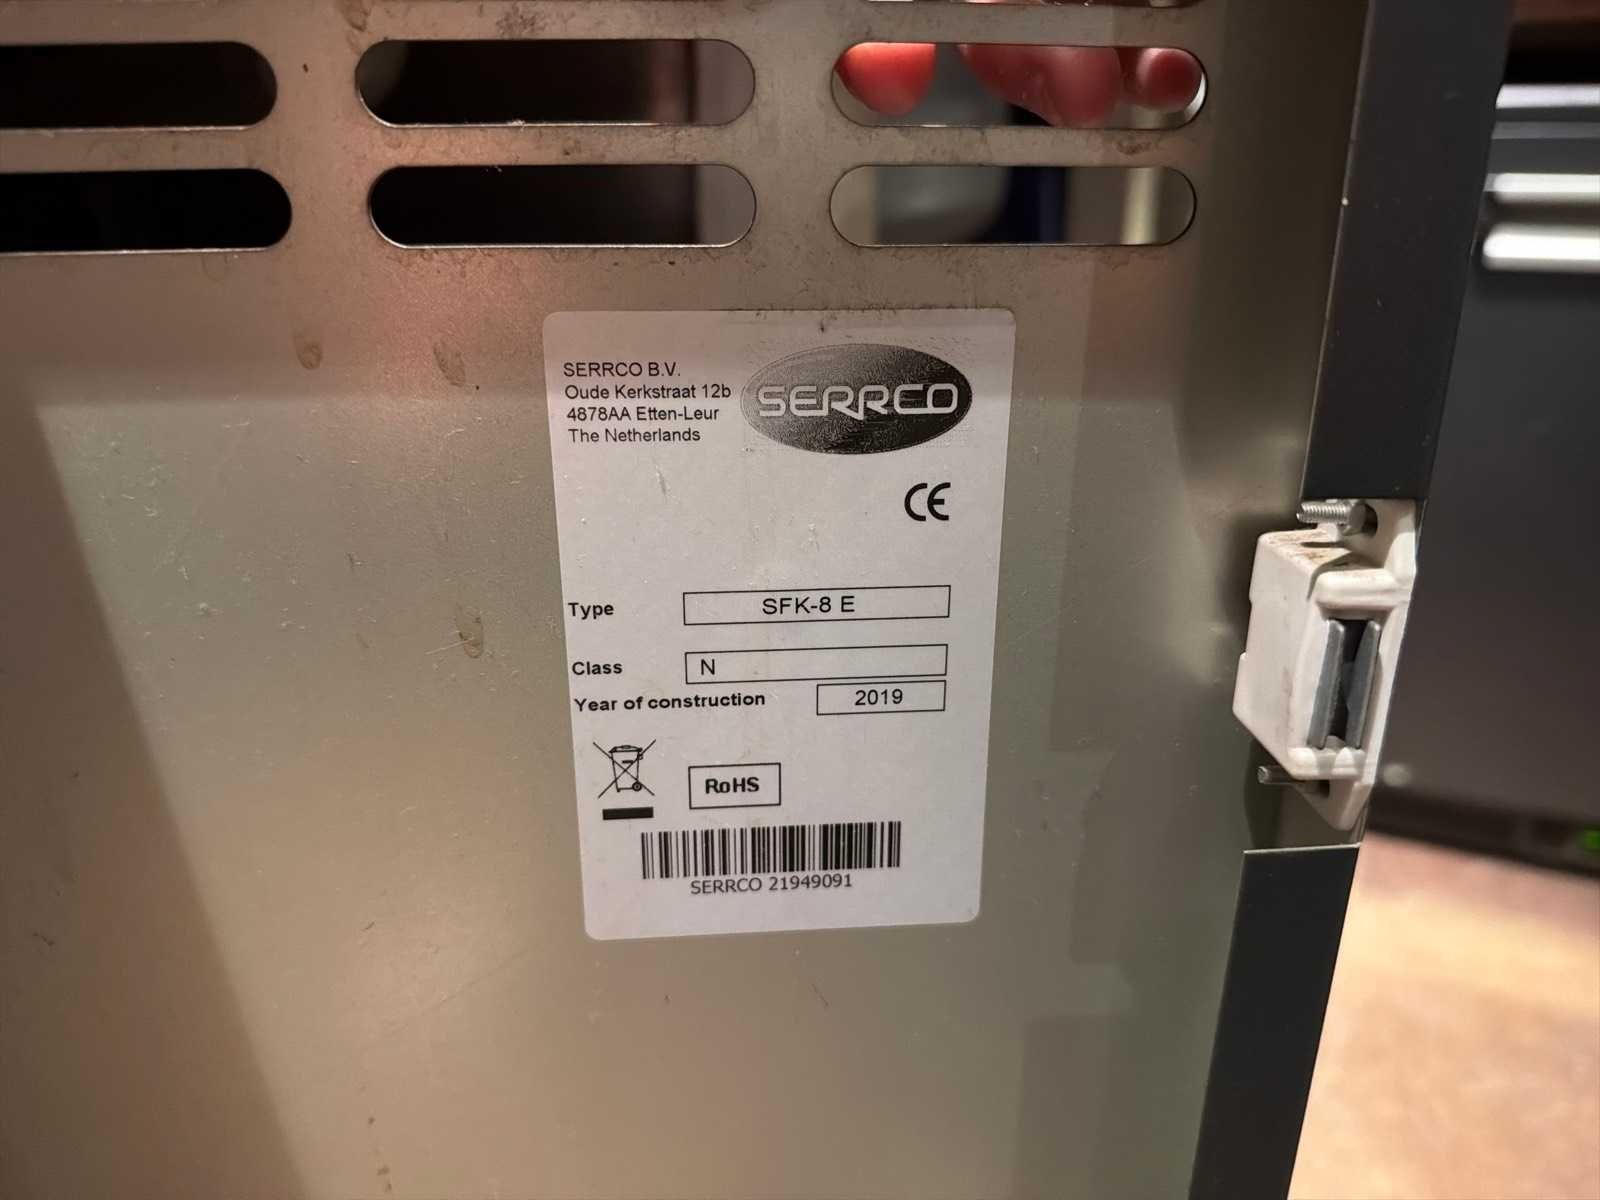 SERRCO B.V.
Oude Kerkstraat 12b
4878AA Etten-Leur
The Netherlands
SERRCO
CE
Type SFK-8 E
Class N
Year of construction 2019
RoHS
SERRCO 21949091